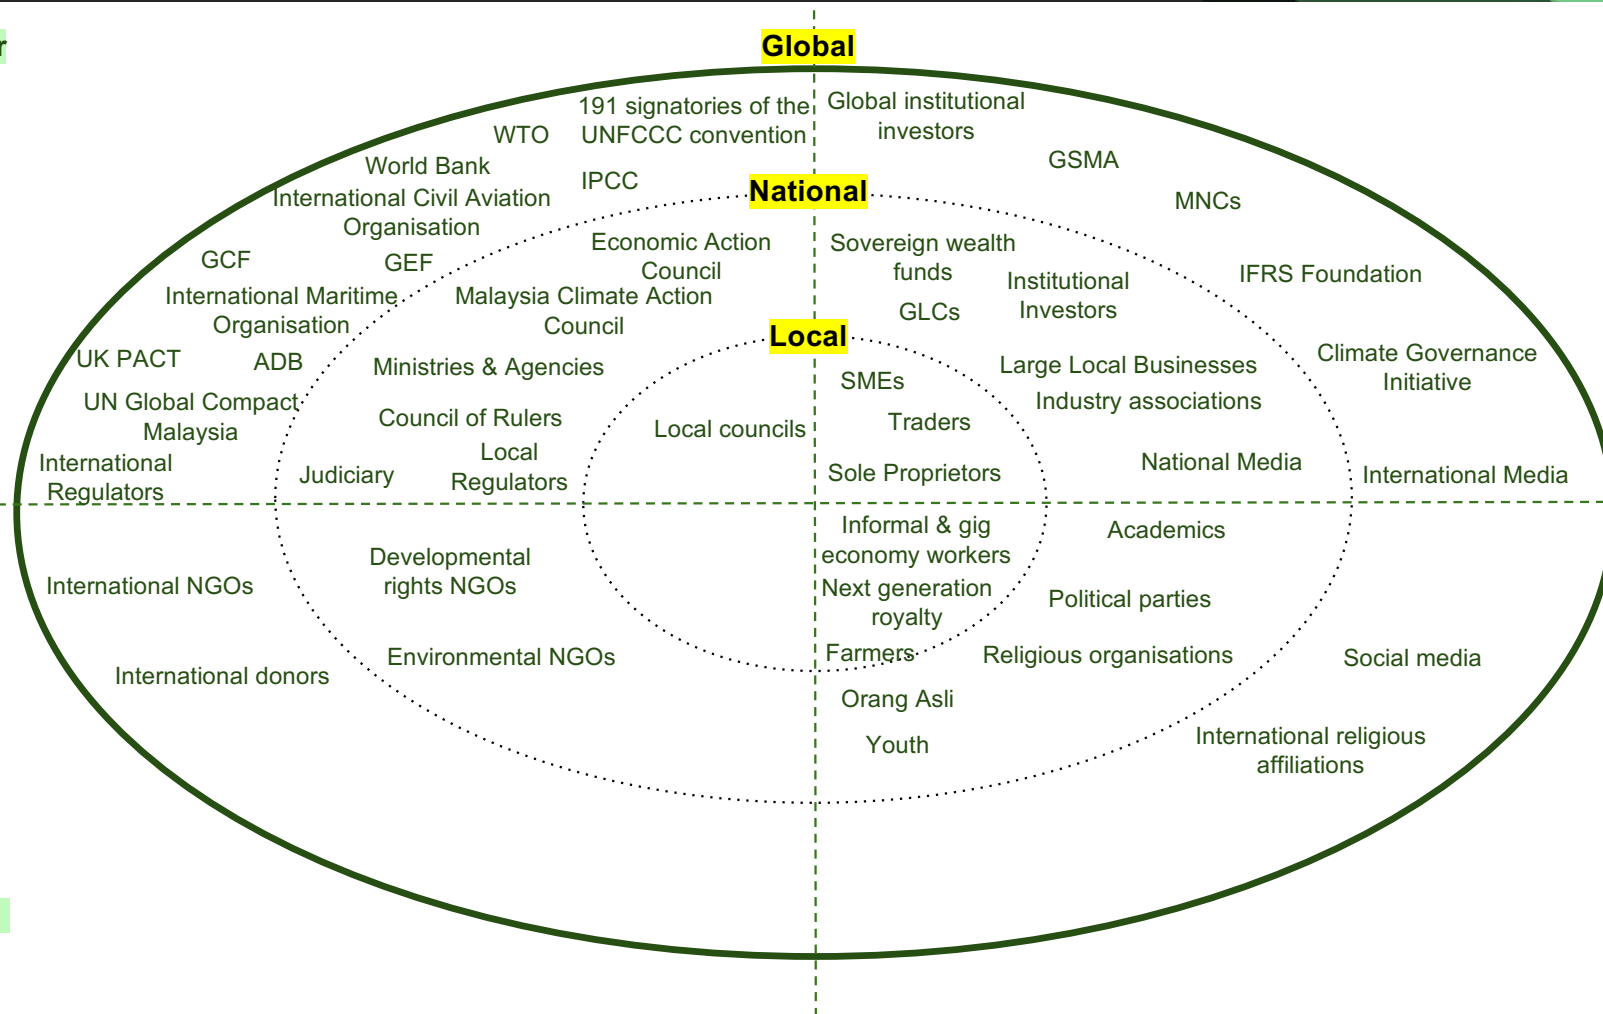 r
Global
191 signatories of the
UNFCCC convention
WTO
World Bank
IPCC
International Civil Aviation
Organisation
GCF
GEF
International Maritime
Organisation
UK PACT
ADB
UN Global Compact
Malaysia
International
Regulators
Global institutional
investors
GSMA
MNCs
IFRS Foundation
Climate Governance
Initiative
International Media
National
Economic Action
Council
Malaysia Climate Action
Council
Ministries & Agencies
Council of Rulers
Local
Regulators
Judiciary
Sovereign wealth
funds
Institutional
Investors
GLCs
Large Local Businesses
Industry associations
National Media
Local
Local councils
SMEs
Traders
Sole Proprietors
International NGOs
International donors
Developmental
rights NGOs
Environmental NGOs
Informal & gig
economy workers
Next generation
royalty
Farmers
Orang Asli
Youth
Academics
Political parties
Religious organisations
Social media
International religious
affiliations